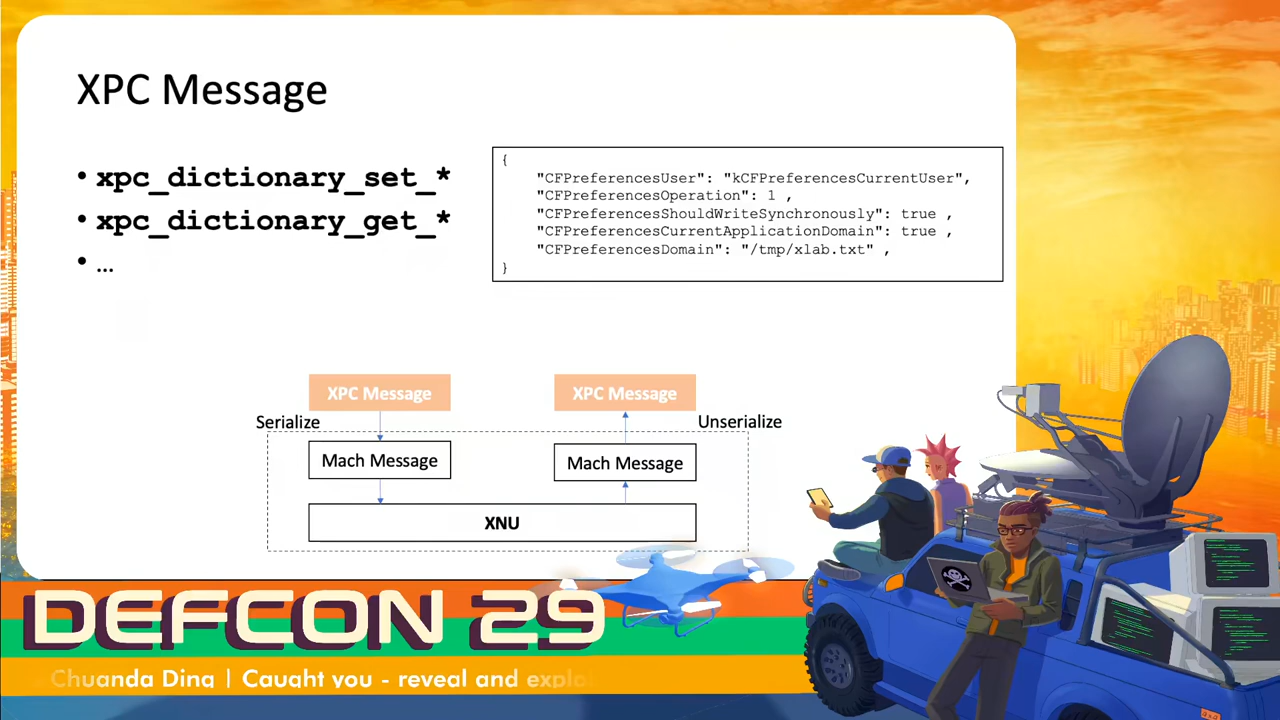 XPC Message
• xpc_dictionary_set_*
• xpc_dictionary_get_*
• ...
{
"CFPreferencesUser": "kCFPreferencesCurrentUser",
"CFPreferencesOperation": 1 ,
"CFPreferencesShouldWriteSynchronously": true ,
"CFPreferencesCurrentApplicationDomain": true ,
"CFPreferencesDomain": "/tmp/xlab.txt" ,
}
XPC Message
XPC Message
Serialize
Unserialize
Mach Message
Mach Message
XNU
DEFCON 29
Chuanda Ding | Caught you - reveal and explo